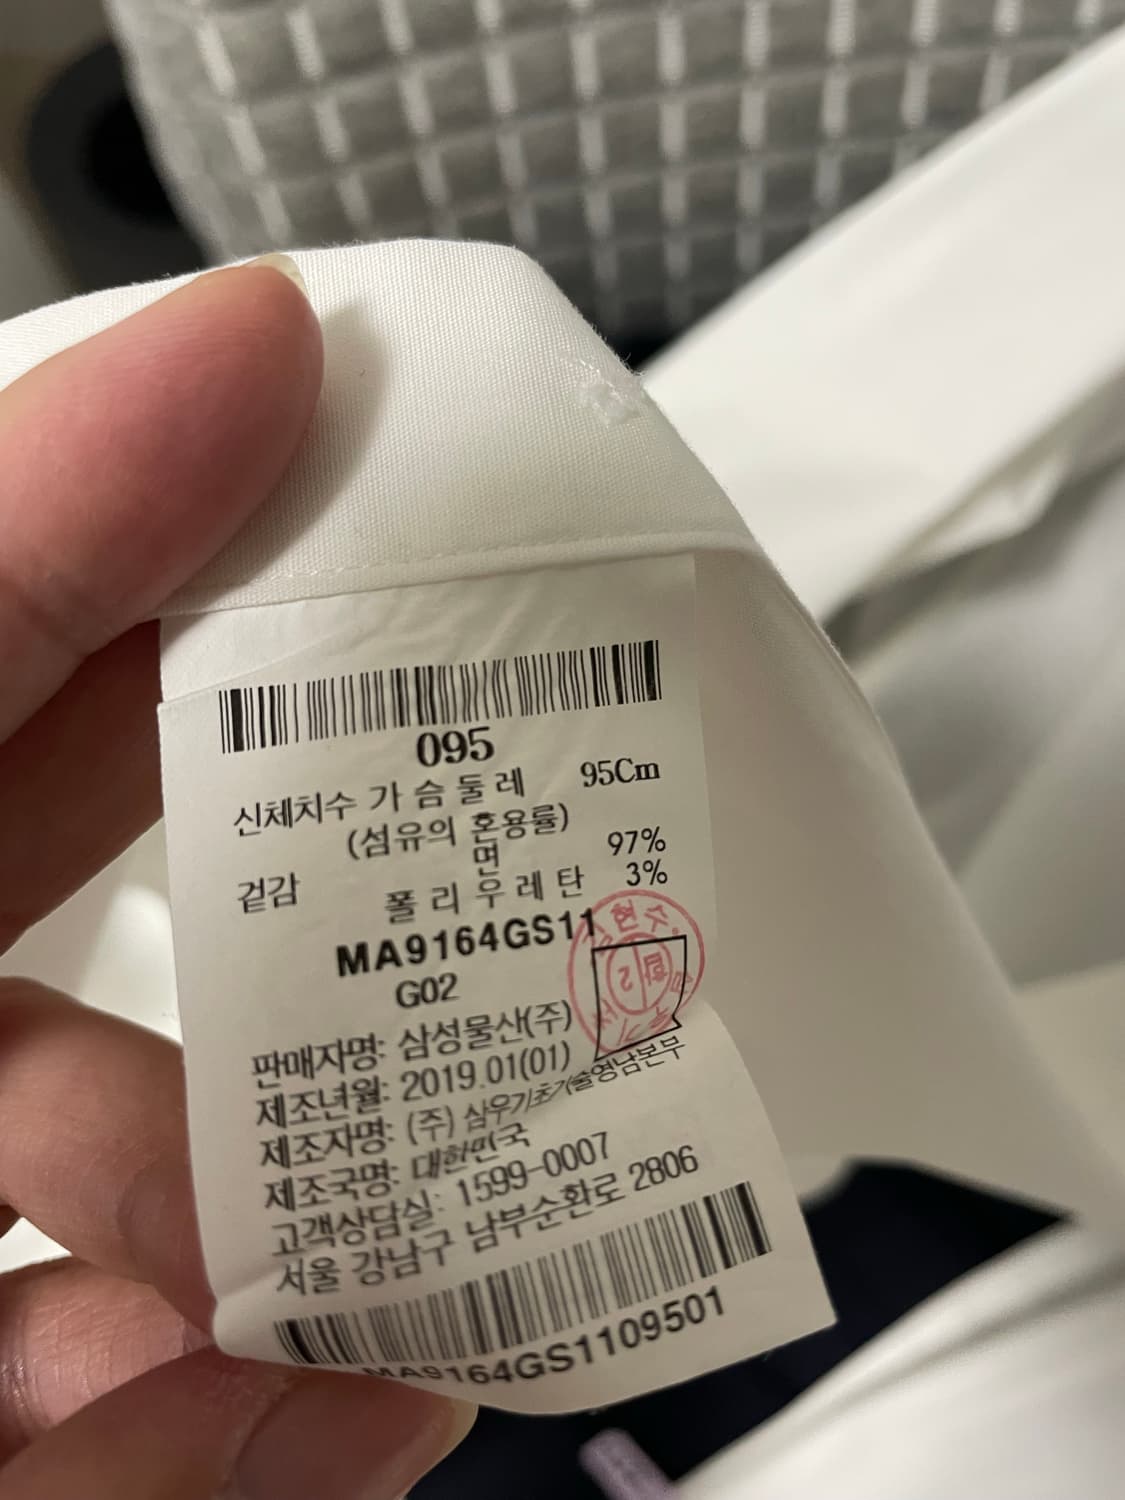 095
신체치수 가 슴 둘 레 95Cm
(섬유의 혼용률)
겉감 면 97%
폴 리 우 레 탄 3%
MA9164GS11
G02
판매자명: 삼성물산(주)
제조년월: 2019.01(01)
제조자명: (주) 삼우기초기술영남본부
제조국명: 대한민국
고객상담실: 1599-0007
서울 강남구 남부순환로 2806
MA9164GS1109501